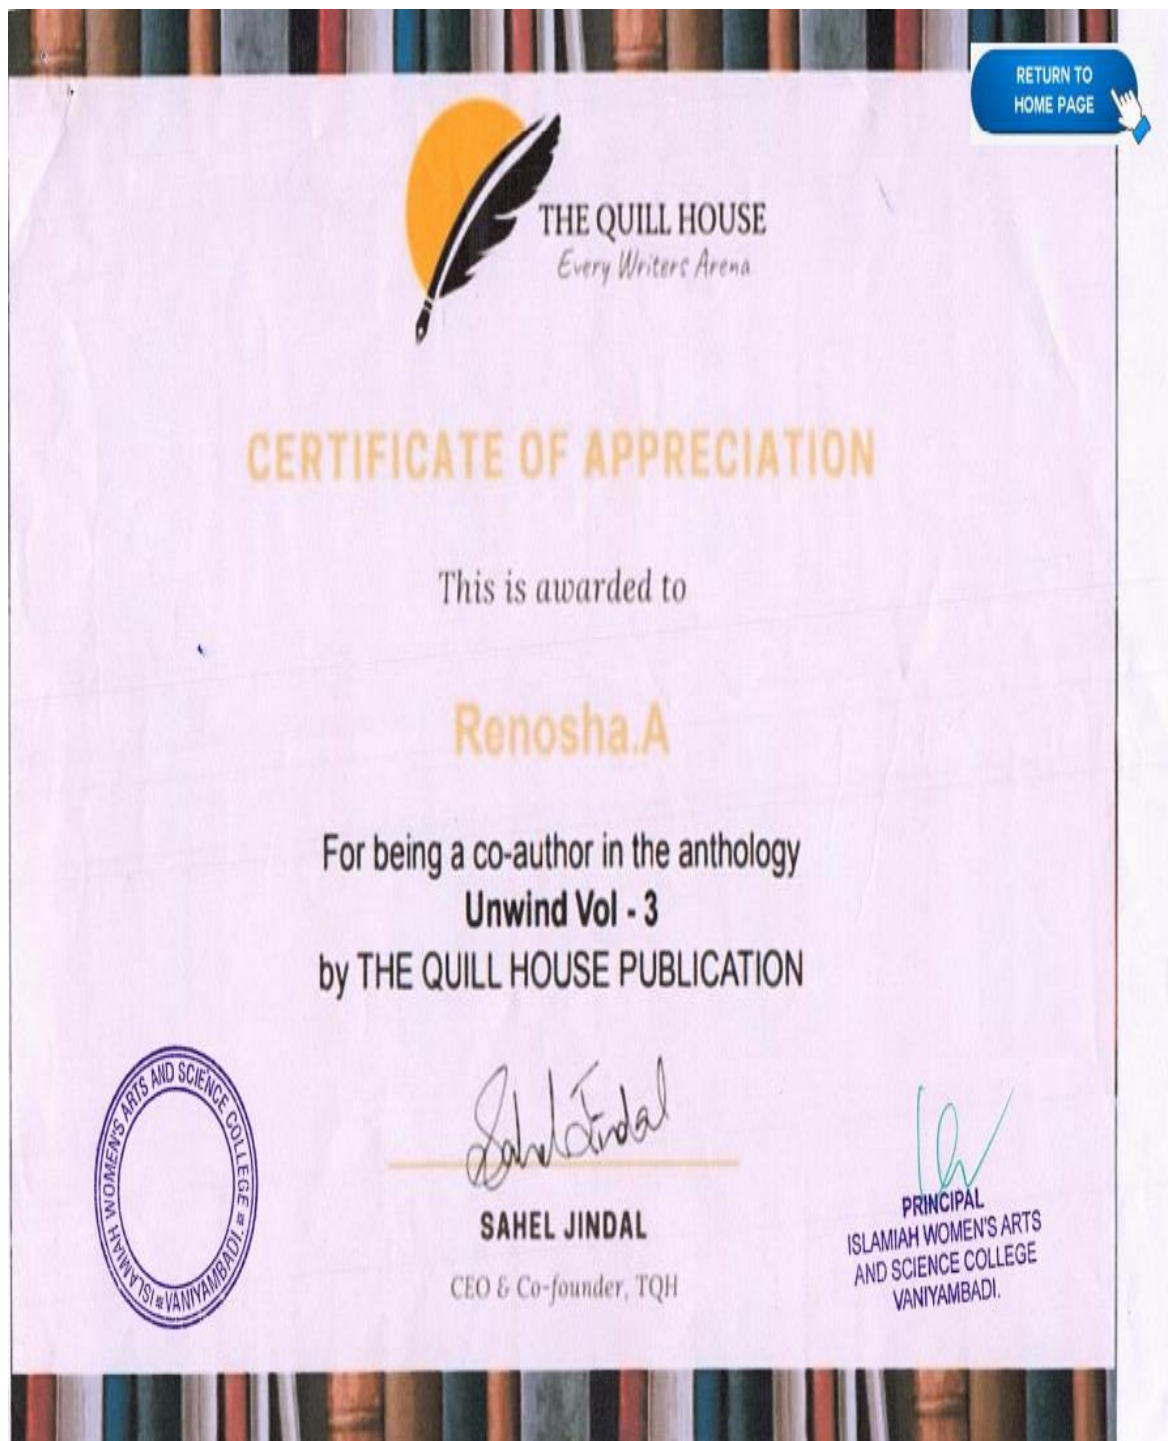 RETURN TO
HOME PAGE
THE QUILL HOUSE
Every Writers Arena
CERTIFICATE OF APPRECIATION
This is awarded to
Renosha.A
For being a co-author in the anthology
Unwind Vol - 3
by THE QUILL HOUSE PUBLICATION
Sahel Jindal
SAHEL JINDAL
CEO & Co-founder, TQH
ISLAMIAH WOMEN'S ARTS AND SCIENCE COLLEGE
VANIYAMBADI.
PRINCIPAL
ISLAMIAH WOMEN'S ARTS
AND SCIENCE COLLEGE
VANIYAMBADI.